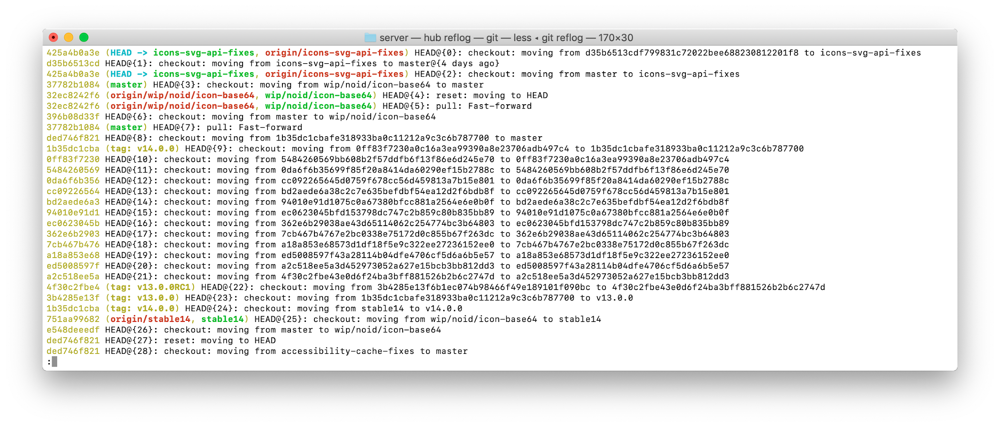 server — hub reflog — git — less ◂ git reflog — 170×30
425a4b0a3e (HEAD -> icons-svg-api-fixes, origin/icons-svg-api-fixes) HEAD@{0}: checkout: moving from d35b6513cdf799831c72022bee688230812201f8 to icons-svg-api-fixes
d35b6513cd HEAD@{1}: checkout: moving from icons-svg-api-fixes to master@{4 days ago}
425a4b0a3e (HEAD -> icons-svg-api-fixes, origin/icons-svg-api-fixes) HEAD@{2}: checkout: moving from master to icons-svg-api-fixes
37782b1084 (master) HEAD@{3}: checkout: moving from wip/noid/icon-base64 to master
32ec8242f6 (origin/wip/noid/icon-base64, wip/noid/icon-base64) HEAD@{4}: reset: moving to HEAD
32ec8242f6 (origin/wip/noid/icon-base64, wip/noid/icon-base64) HEAD@{5}: pull: Fast-forward
396b08d33f HEAD@{6}: checkout: moving from master to wip/noid/icon-base64
37782b1084 (master) HEAD@{7}: pull: Fast-forward
ded746f821 HEAD@{8}: checkout: moving from 1b35dc1cbafe318933ba0c11212a9c3c6b787700 to master
1b35dc1cba (tag: v14.0.0) HEAD@{9}: checkout: moving from 0ff83f7230a0c16a3ea99390a8e23706adb497c4 to 1b35dc1cbafe318933ba0c11212a9c3c6b787700
0ff83f7230 HEAD@{10}: checkout: moving from 5484260569bb608b2f57ddfb6f13f86e6d245e70 to 0ff83f7230a0c16a3ea99390a8e23706adb497c4
5484260569 HEAD@{11}: checkout: moving from 0da6f6b35699f85f20a8414da60290ef15b2788c to 5484260569bb608b2f57ddfb6f13f86e6d245e70
0da6f6b356 HEAD@{12}: checkout: moving from cc092265645d0759f678cc56d459813a7b15e801 to 0da6f6b35699f85f20a8414da60290ef15b2788c
cc09226564 HEAD@{13}: checkout: moving from bd2aede6a38c2c7e635befdbf54ea12d2f6bdb8f to cc092265645d0759f678cc56d459813a7b15e801
bd2aede6a3 HEAD@{14}: checkout: moving from 94010e91d1075c0a67380bfcc881a2564e6e0b0f to bd2aede6a38c2c7e635befdbf54ea12d2f6bdb8f
94010e91d1 HEAD@{15}: checkout: moving from ec0623045bfd153798dc747c2b859c80b835bb89 to 94010e91d1075c0a67380bfcc881a2564e6e0b0f
ec0623045b HEAD@{16}: checkout: moving from 362e6b29038ae43d65114062c254774bc3b64803 to ec0623045bfd153798dc747c2b859c80b835bb89
362e6b2903 HEAD@{17}: checkout: moving from 7cb467b4767e2bc0338e75172d0c855b67f263dc to 362e6b29038ae43d65114062c254774bc3b64803
7cb467b476 HEAD@{18}: checkout: moving from a18a853e68573d1df18f5e9c322ee27236152ee0 to 7cb467b4767e2bc0338e75172d0c855b67f263dc
a18a853e68 HEAD@{19}: checkout: moving from ed5008597f43a28114b04dfe4706cf5d6a6b5e57 to a18a853e68573d1df18f5e9c322ee27236152ee0
ed5008597f HEAD@{20}: checkout: moving from a2c518ee5a3d452973052a627e15bcb3bb812dd3 to ed5008597f43a28114b04dfe4706cf5d6a6b5e57
a2c518ee5a HEAD@{21}: checkout: moving from 4f30c2fbe43e0d6f24ba3bff881526b2b6c2747d to a2c518ee5a3d452973052a627e15bcb3bb812dd3
4f30c2fbe4 (tag: v13.0.0RC1) HEAD@{22}: checkout: moving from 3b4285e13f6b1ec074b98466f49e189101f090bc to 4f30c2fbe43e0d6f24ba3bff881526b2b6c2747d
3b4285e13f (tag: v13.0.0) HEAD@{23}: checkout: moving from 1b35dc1cbafe318933ba0c11212a9c3c6b787700 to v13.0.0
1b35dc1cba (tag: v14.0.0) HEAD@{24}: checkout: moving from stable14 to v14.0.0
751aa99682 (origin/stable14, stable14) HEAD@{25}: checkout: moving from wip/noid/icon-base64 to stable14
e548deeedf HEAD@{26}: checkout: moving from master to wip/noid/icon-base64
ded746f821 HEAD@{27}: reset: moving to HEAD
ded746f821 HEAD@{28}: checkout: moving from accessibility-cache-fixes to master
: